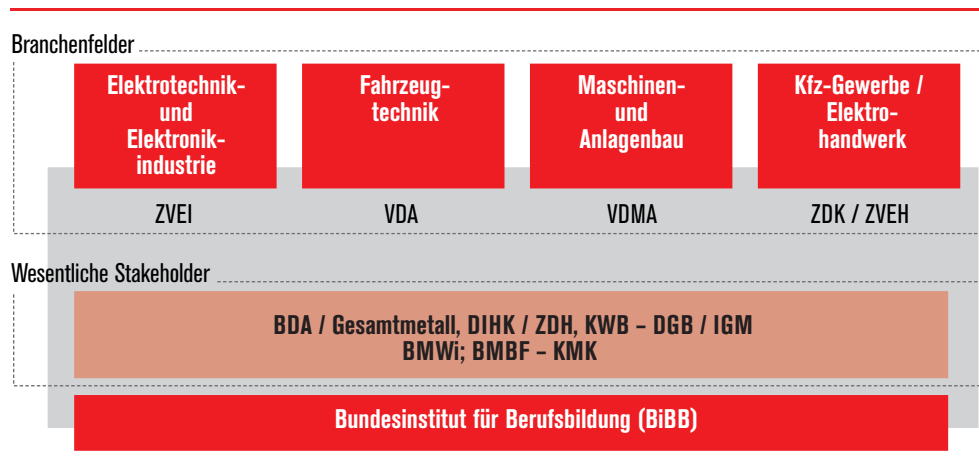 Branchenfelder
Elektrotechnik-
und
Elektronik-
industrie
Fahrzeug-
technik
Maschinen-
und
Anlagenbau
Kfz-Gewerbe /
Elektro-
handwerk
ZVEI
VDA
VDMA
ZDK / ZVEH
Wesentliche Stakeholder
BDA / Gesamtmetall, DIHK / ZDH, KWB – DGB / IGM
BMWi; BMBF – KMK
Bundesinstitut für Berufsbildung (BiBB)